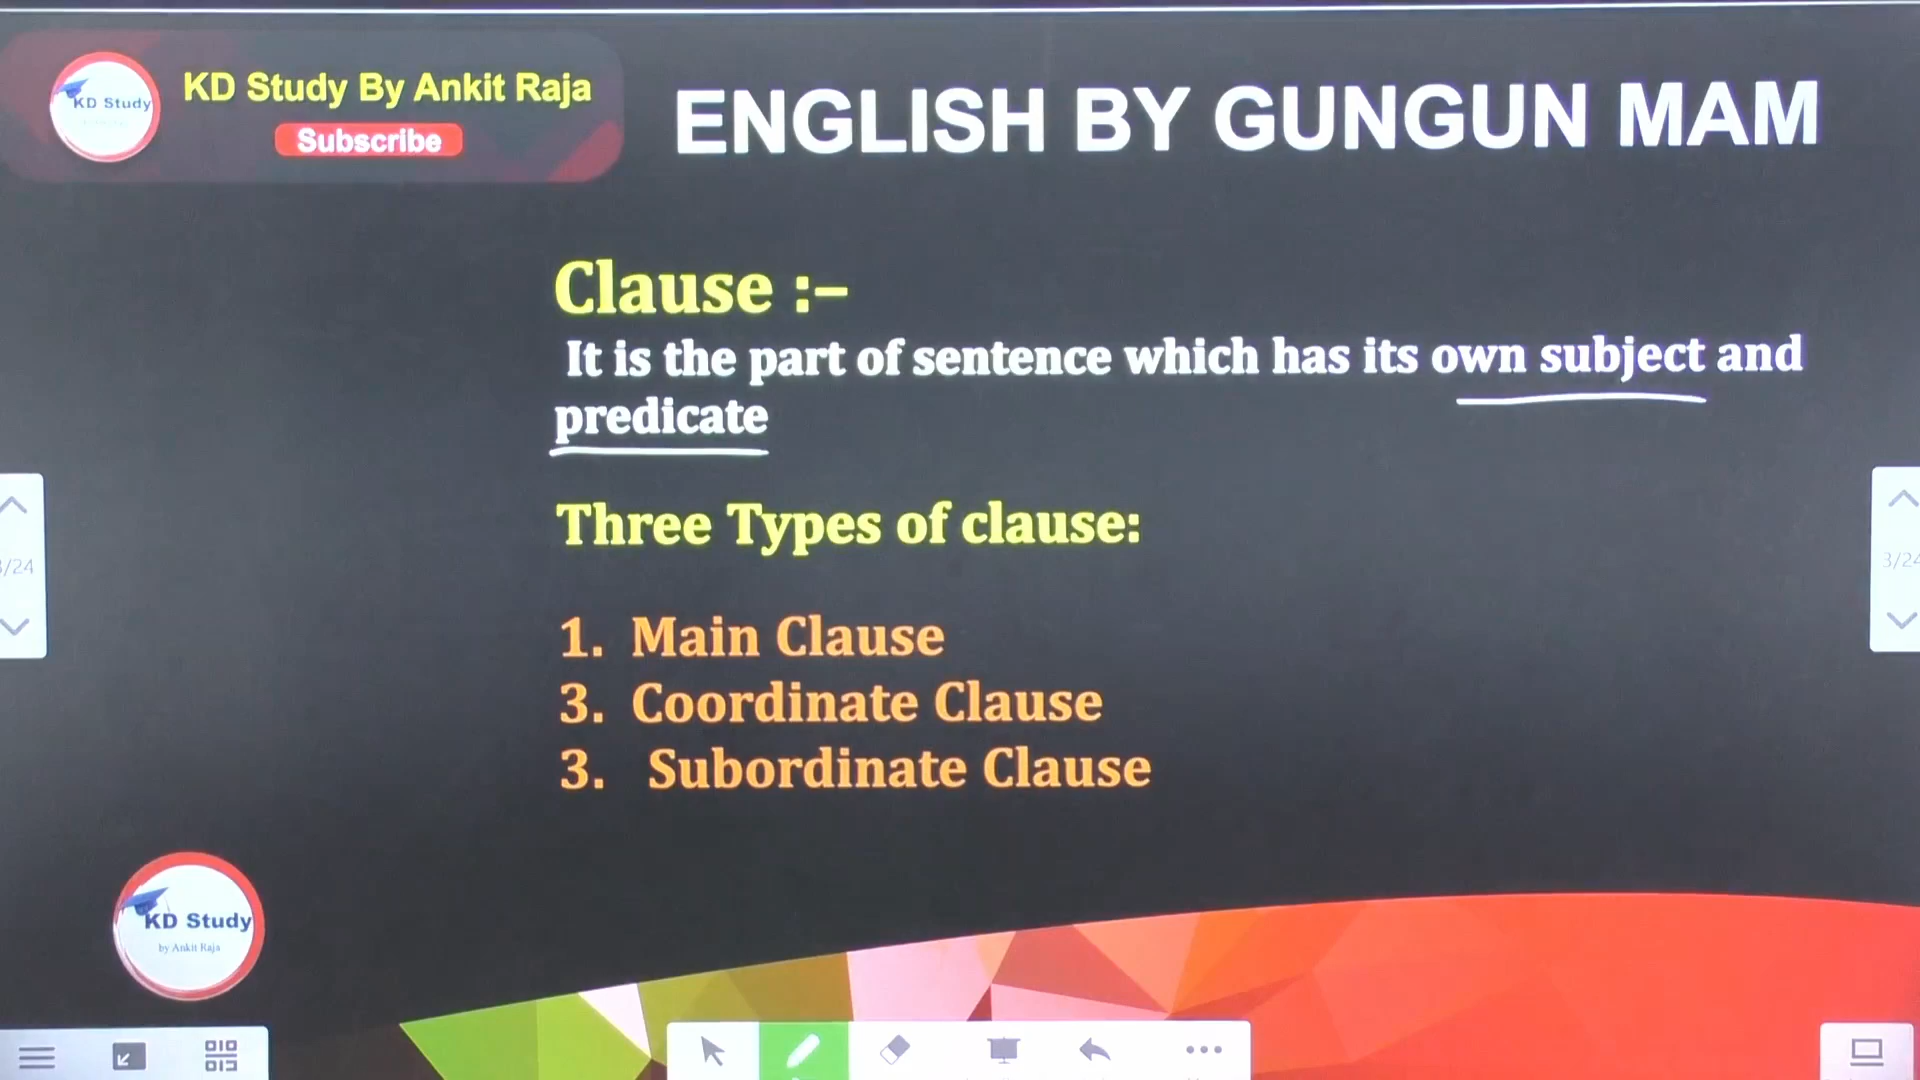 KD Study By Ankit Raja
Subscribe
KD Study
ENGLISH BY GUNGUN MAM
Clause :–
It is the part of sentence which has its own subject and
predicate
Three Types of clause:
1. Main Clause
3. Coordinate Clause
3. Subordinate Clause
/24
3/24
KD Study
by Ankit Raja